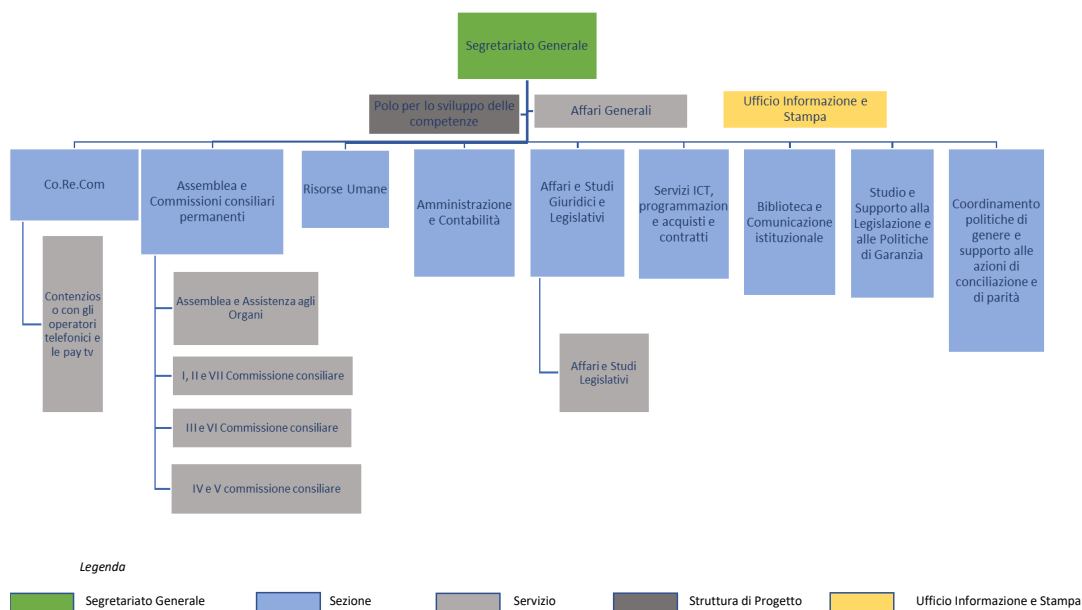 Segretariato Generale
Polo per lo sviluppo delle
competenze
Affari Generali
Ufficio Informazione e
Stampa
Co.Re.Com
Assemblea e
Commissioni consiliari
permanenti
Risorse Umane
Amministrazione
e Contabilità
Affari e Studi
Giuridici e
Legislativi
Servizi ICT,
programmazion
e acquisti e
contratti
Biblioteca e
Comunicazione
istituzionale
Studio e
Supporto alla
Legislazione e
alle Politiche
di Garanzia
Coordinamento
politiche di
genere e
supporto alle
azioni di
conciliazione e
di parità
Contenzios
o con gli
operatori
telefonici e
le pay tv
Assemblea e Assistenza agli
Organi
I, II e VII Commissione consiliare
III e VI Commissione consiliare
IV e V commissione consiliare
Affari e Studi
Legislativi
Legenda
Segretariato Generale
Sezione
Servizio
Struttura di Progetto
Ufficio Informazione e Stampa